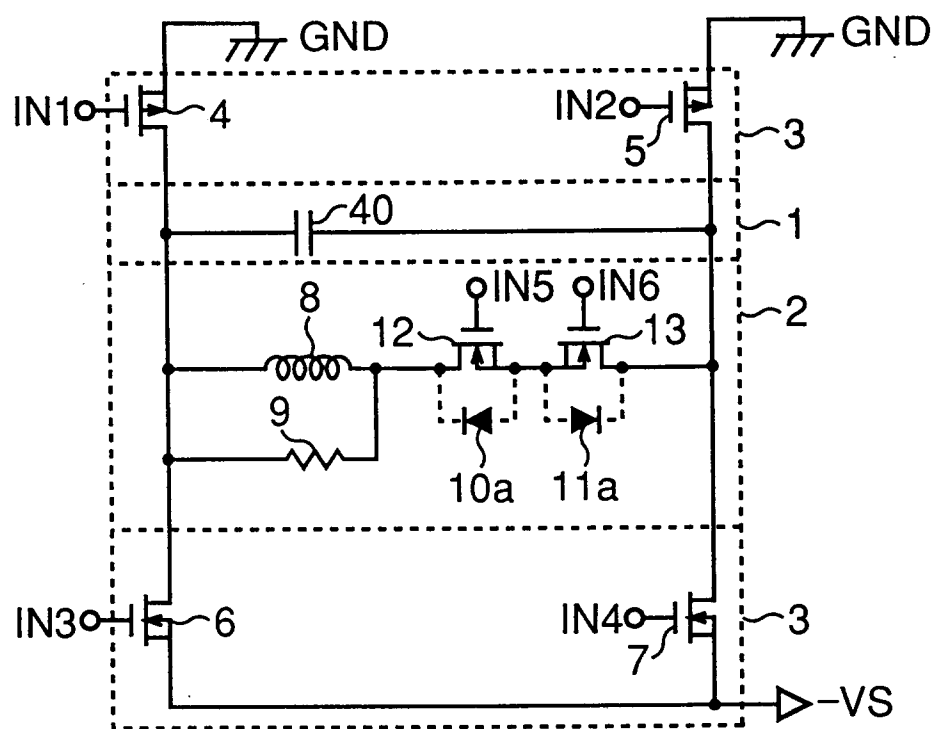 GND GND
IN1 4 IN2 5 3
40 1
IN5 IN6
8 12 13 2
9
10a 11a
IN3 6 IN4 7 3
-VS